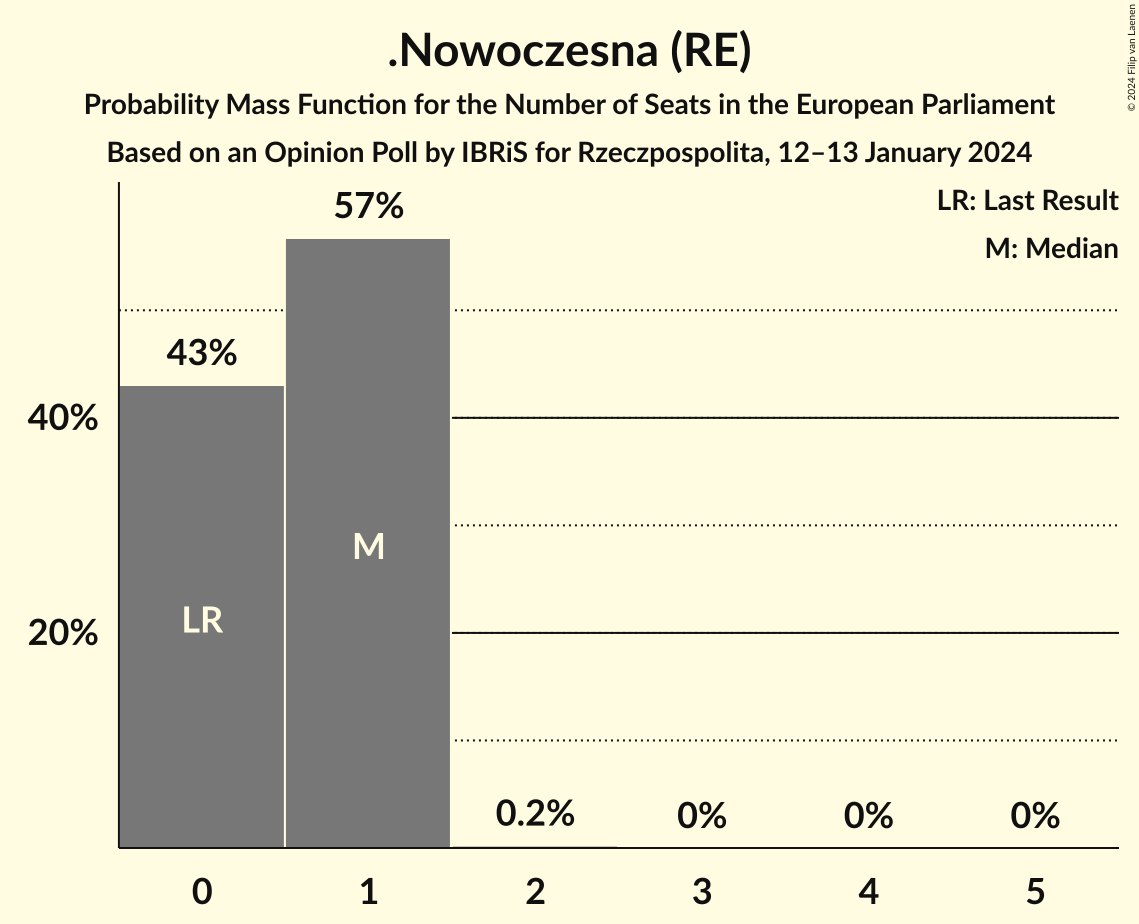 .Nowoczesna (RE)
Probability Mass Function for the Number of Seats in the European Parliament
Based on an Opinion Poll by IBRiS for Rzeczpospolita, 12–13 January 2024
© 2024 Filip van Laenen
LR: Last Result
M: Median
57%
43%
40%
20%
M
LR
0.2%
0%
0%
0%
0
1
2
3
4
5